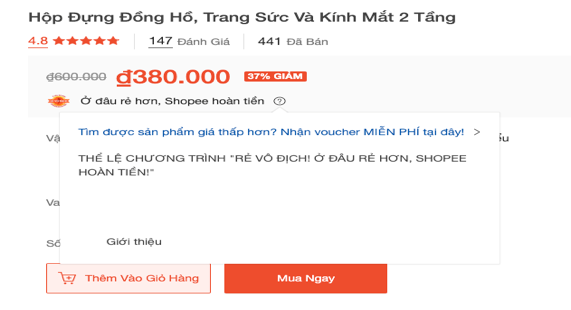 Hộp Đựng Đồng Hồ, Trang Sức Và Kính Mắt 2 Tầng
4.8 147 Đánh Giá 441 Đã Bán
₫600.000 ₫380.000 37% GIẢM
Ở đâu rẻ hơn, Shopee hoàn tiền ?
Tìm được sản phẩm giá thấp hơn? Nhận voucher MIỄN PHÍ tại đây! >
THỂ LỆ CHƯƠNG TRÌNH "RẺ VÔ ĐỊCH! Ở ĐÂU RẺ HƠN, SHOPEE
HOÀN TIỀN!"
Va
Giới thiệu
Thêm Vào Giỏ Hàng Mua Ngay